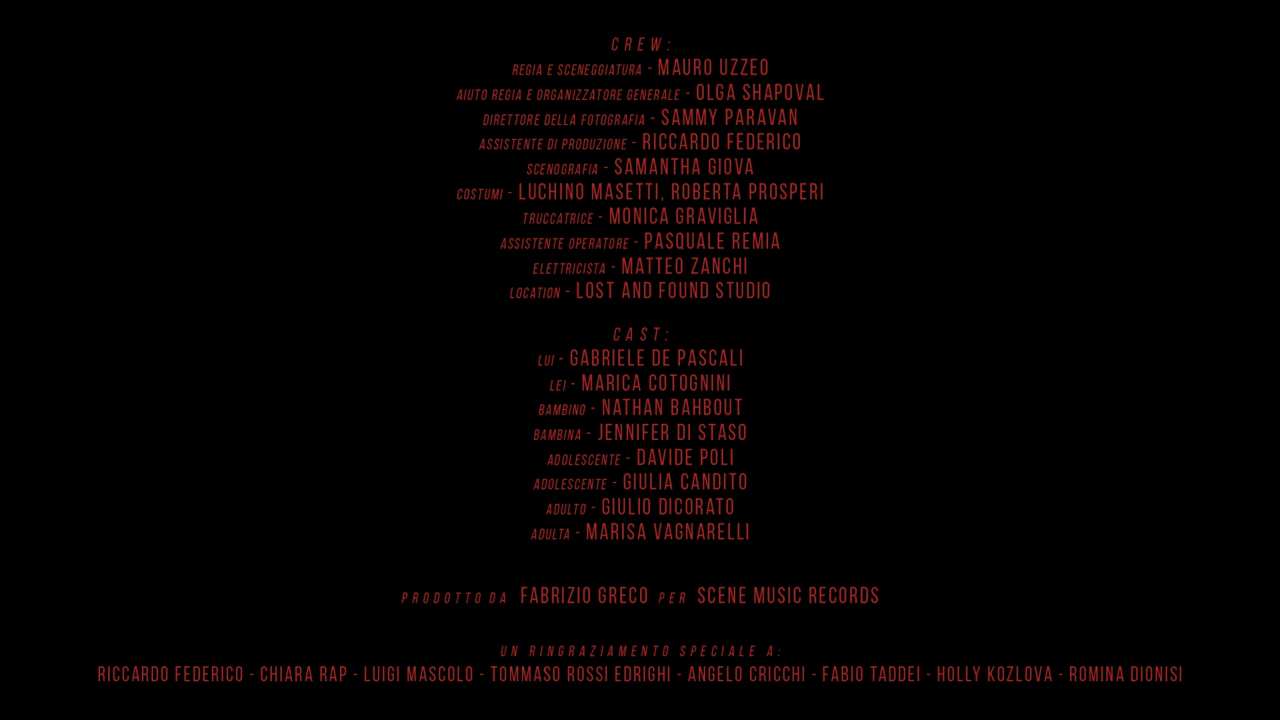 CREW:
REGIA E SCENEGGIATURA - MAURO UZZEO
AIUTO REGIA E ORGANIZZATORE GENERALE - OLGA SHAPOVAL
DIRETTORE DELLA FOTOGRAFIA - SAMMY PARAVAN
ASSISTENTE DI PRODUZIONE - RICCARDO FEDERICO
SCENOGRAFIA - SAMANTHA GIOVA
COSTUMI - LUCHINO MASETTI, ROBERTA PROSPERI
TRUCCATRICE - MONICA GRAVIGLIA
ASSISTENTE OPERATORE - PASQUALE REMIA
ELETTRICISTA - MATTEO ZANCHI
LOCATION - LOST AND FOUND STUDIO
CAST:
LUI - GABRIELE DE PASCALI
LEI - MARICA COTOGNINI
BAMBINO - NATHAN BAHBOUT
BAMBINA - JENNIFER DI STASO
ADOLESCENTE - DAVIDE POLI
ADOLESCENTE - GIULIA CANDITO
ADULTO - GIULIO DICORATO
ADULTA - MARISA VAGNARELLI
PRODOTTO DA FABRIZIO GRECO PER SCENE MUSIC RECORDS
UN RINGRAZIAMENTO SPECIALE A:
RICCARDO FEDERICO - CHIARA RAP - LUIGI MASCOLO - TOMMASO ROSSI EDRIGHI - ANGELO CRICCHI - FABIO TADDEI - HOLLY KOZLOVA - ROMINA DIONISI